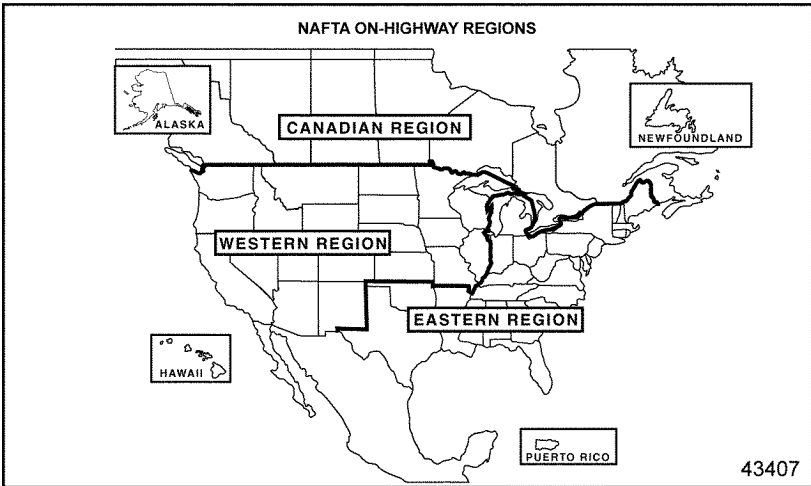 NAFTA ON-HIGHWAY REGIONS
ALASKA
CANADIAN REGION
NEWFOUNDLAND
WESTERN REGION
EASTERN REGION
HAWAII
PUERTO RICO
43407